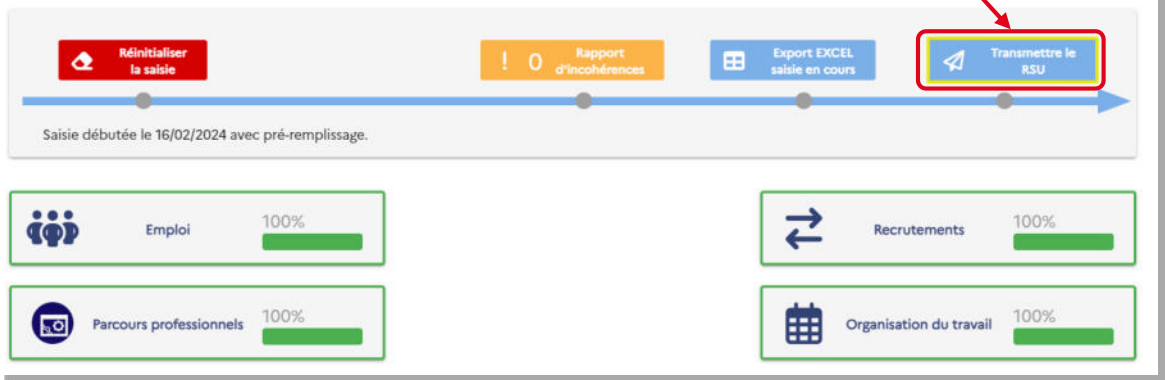 Réinitialiser
la saisie
! 0 Rapport
d'incohérences
Export EXCEL
saisie en cours
Transmettre le
RSU
Saisie débutée le 16/02/2024 avec pré-remplissage.
Emploi 100%
Recrutements 100%
Parcours professionnels 100%
Organisation du travail 100%